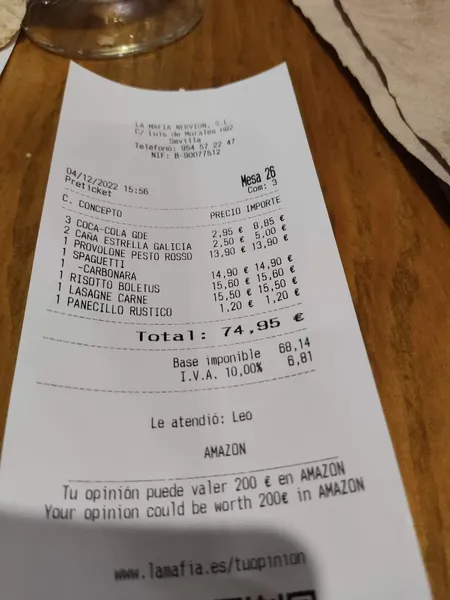 LA MAFIA NERVION, S.L.
C/ Luis de Morales nº2
Sevilla
Teléfono: 954 57 22 47
NIF: B-90077512
04/12/2022 15:56 Mesa 26
Preticket Com: 3
C. CONCEPTO PRECIO IMPORTE
3 COCA-COLA GDE 2,95 € 8,85 €
2 CAÑA ESTRELLA GALICIA 2,50 € 5,00 €
1 PROVOLONE PESTO ROSSO 13,90 € 13,90 €
1 SPAGUETTI
1 -CARBONARA 14,90 € 14,90 €
1 RISOTTO BOLETUS 15,60 € 15,60 €
1 LASAGNE CARNE 15,50 € 15,50 €
1 PANECILLO RUSTICO 1,20 € 1,20 €
Total: 74,95 €
Base imponible 68,14
I.V.A. 10,00% 6,81
Le atendió: Leo
AMAZON
Tu opinión puede valer 200 € en AMAZON
Your opinion could be worth 200€ in AMAZON
www.lamafia.es/tuopinion